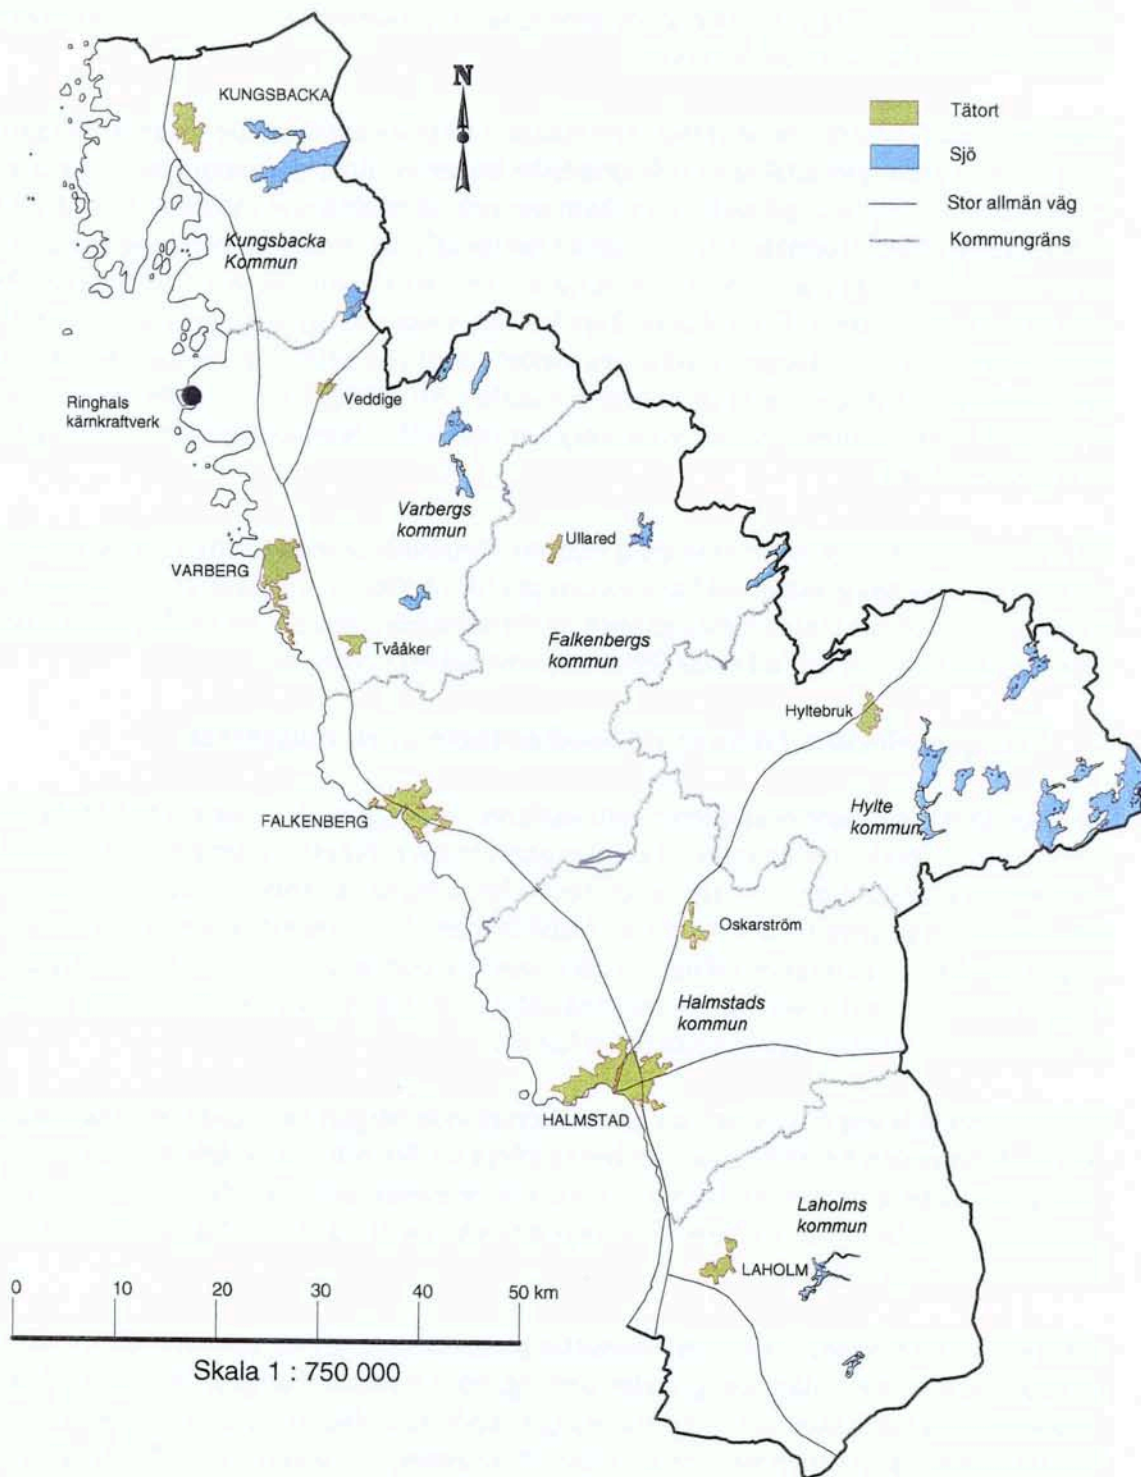 N
KUNGSBACKA
Tätort
Sjö
Stor allmän väg
Kommungräns
Kungsbacka
Kommun
Ringhals
kärnkraftverk
Veddige
Varbergs
kommun
Ullared
VARBERG
Tvååker
Falkenbergs
kommun
Hyltebruk
FALKENBERG
Hylte
kommun
Oskarström
Halmstads
kommun
HALMSTAD
Laholms
kommun
LAHOLM
0 10 20 30 40 50 km
Skala 1 : 750 000